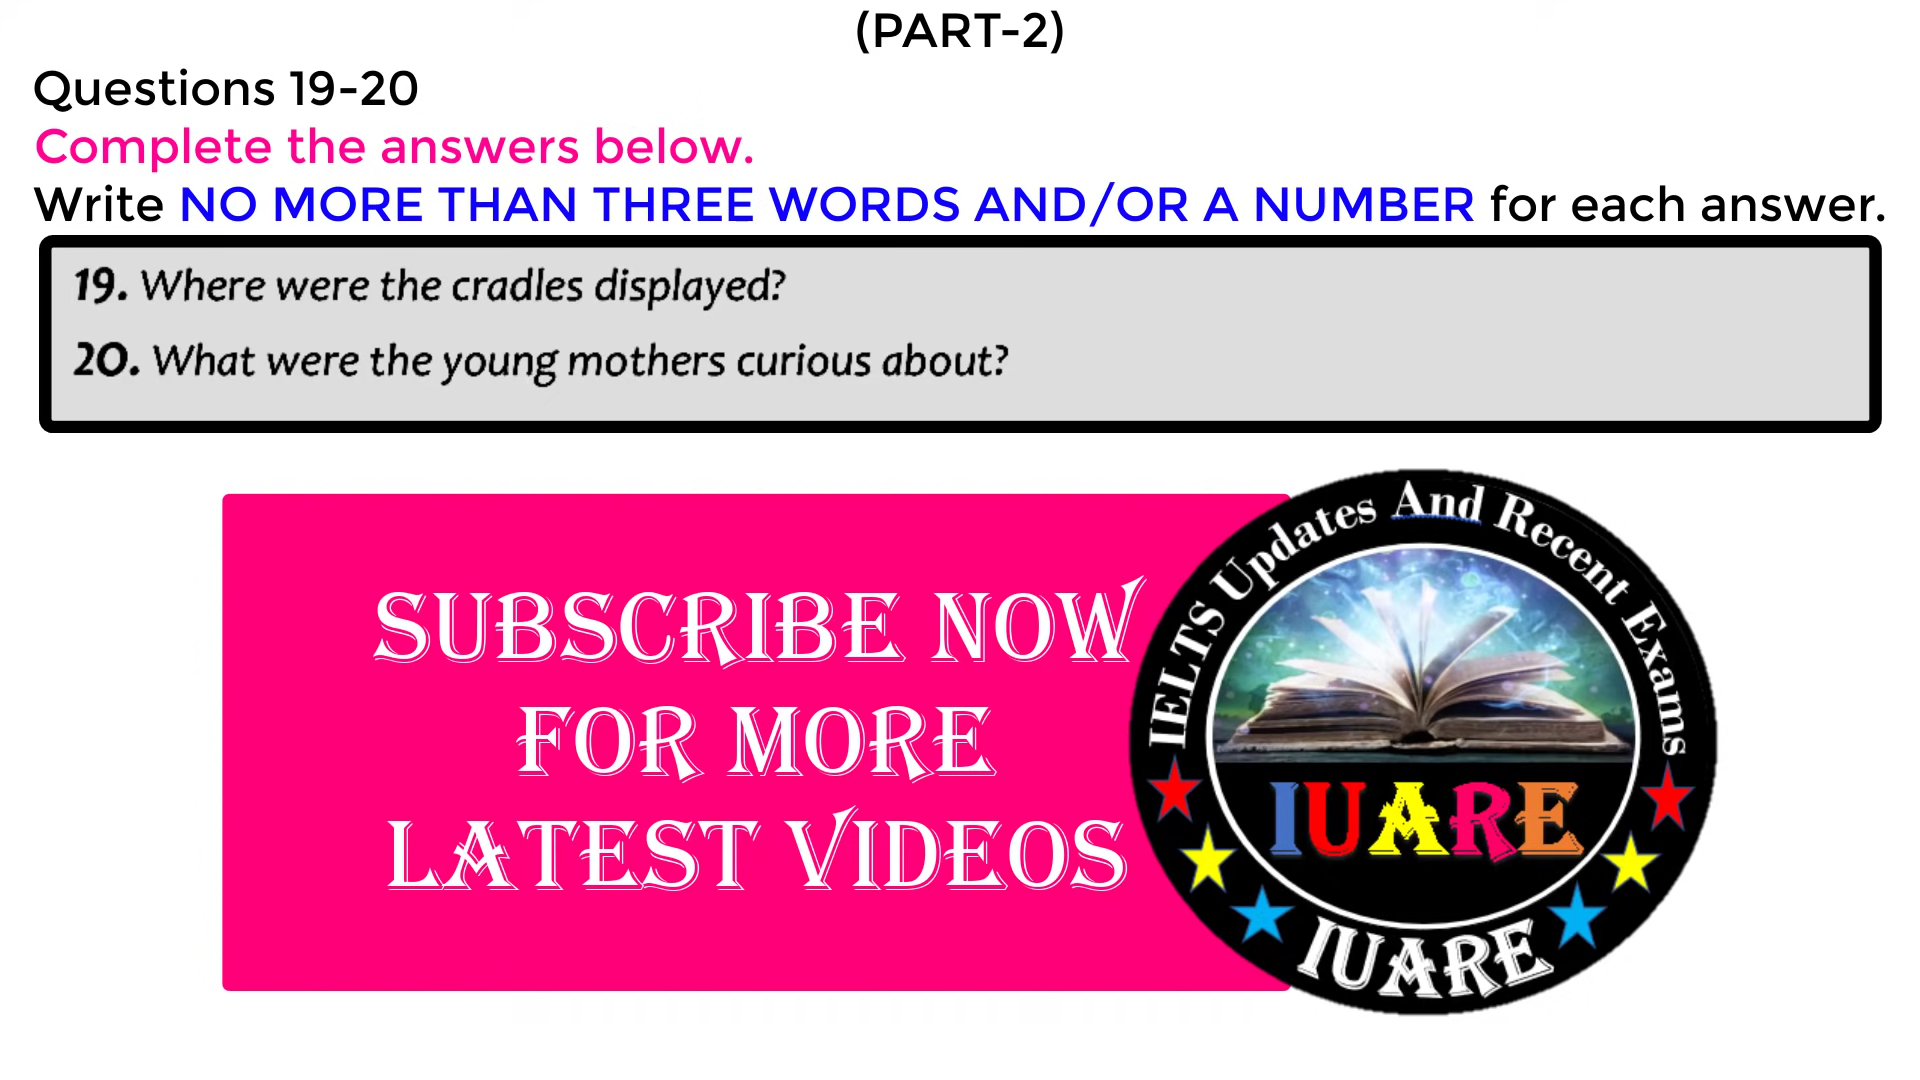 (PART-2)
Questions 19-20
Complete the answers below.
Write NO MORE THAN THREE WORDS AND/OR A NUMBER for each answer.
19. Where were the cradles displayed?
20. What were the young mothers curious about?
SUBSCRIBE NOW
FOR MORE
LATEST VIDEOS
IELTS Updates And Recent Exams
IUARE
IUARE